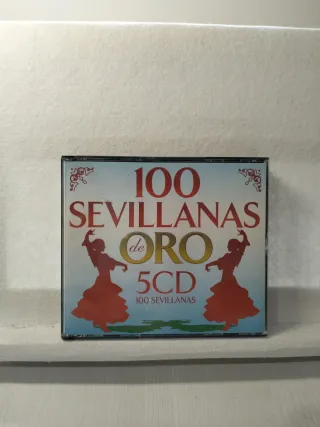 100
SEVILLANAS
de ORO
5CD
100 SEVILLANAS